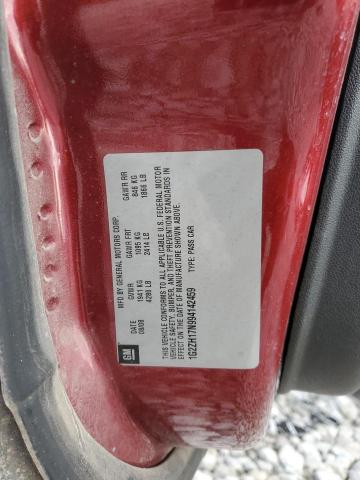 GM
MFD BY GENERAL MOTORS CORP.
DATE GVWR GAWR FRT GAWR RR
08/08 1941 KG 1095 KG 846 KG
4280 LB 2414 LB 1866 LB
THIS VEHICLE CONFORMS TO ALL APPLICABLE U.S. FEDERAL MOTOR
VEHICLE SAFETY, BUMPER, AND THEFT PREVENTION STANDARDS IN
EFFECT ON THE DATE OF MANUFACTURE SHOWN ABOVE.
1G2ZH17N994142459 TYPE: PASS CAR